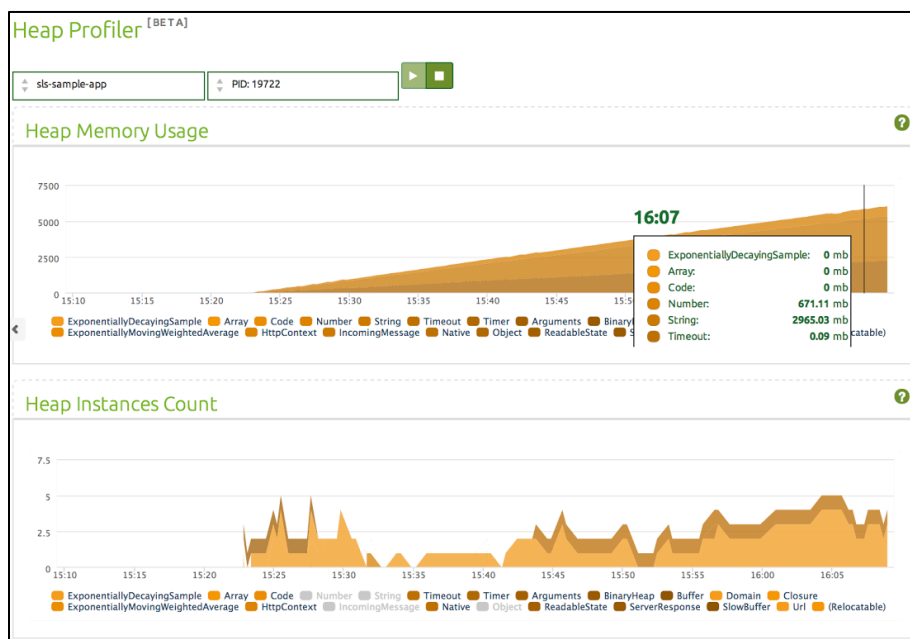 Heap Profiler [BETA]
sls-sample-app PID: 19722
Heap Memory Usage ?
7500
5000
2500
0
16:07
ExponentiallyDecayingSample: 0 mb
Array: 0 mb
Code: 0 mb
Number: 671.11 mb
String: 2965.03 mb
Timeout: 0.09 mb
15:10 15:15 15:20 15:25 15:30 15:35 15:40 15:45
ExponentiallyDecayingSample Array Code Number String Timeout Timer Arguments
ExponentiallyMovingWeightedAverage HttpContext IncomingMessage Native Object ReadableState
Heap Instances Count ?
7.5
5
2.5
0
15:10 15:15 15:20 15:25 15:30 15:35 15:40 15:45 15:50 15:55 16:00 16:05
ExponentiallyDecayingSample Array Code Number String Timeout Timer Arguments BinaryHeap Buffer Domain Closure
ExponentiallyMovingWeightedAverage HttpContext IncomingMessage Native Object ReadableState ServerResponse SlowBuffer Url (Relocatable)